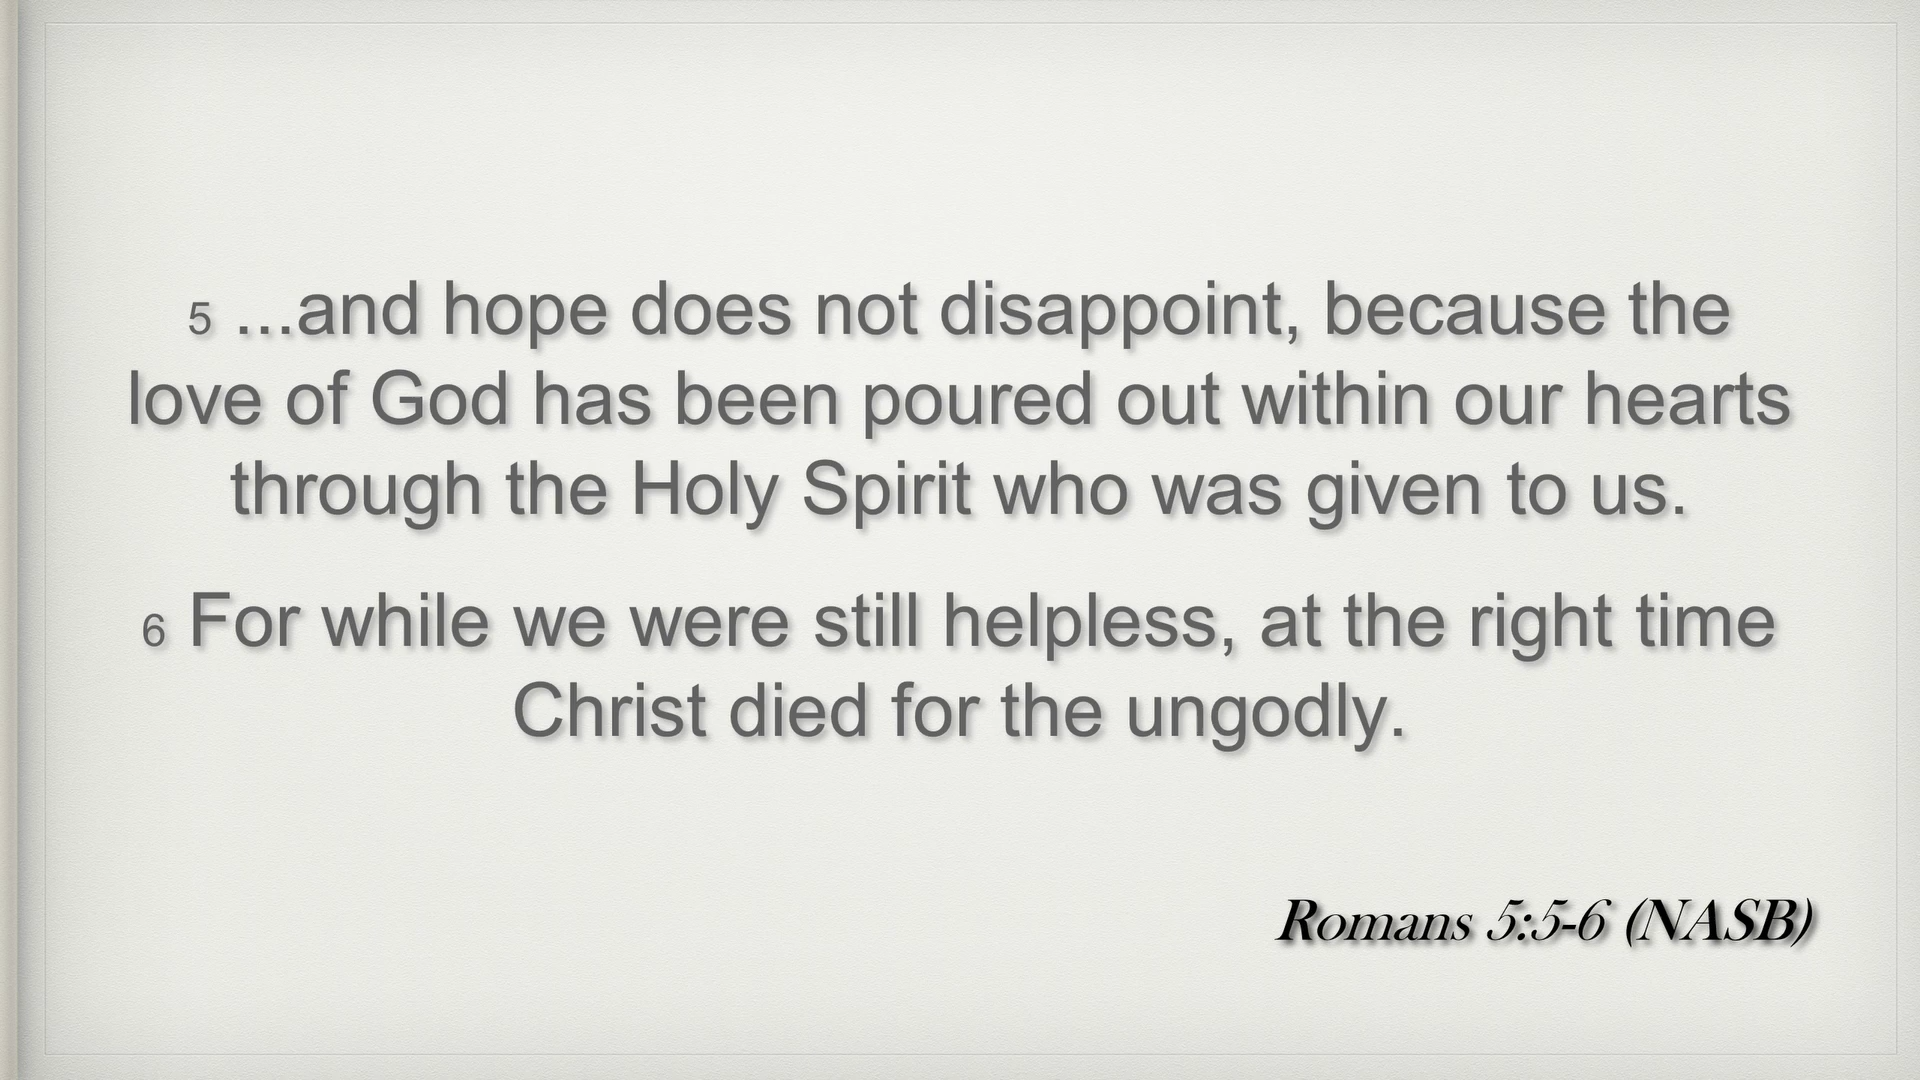 5 ...and hope does not disappoint, because the
love of God has been poured out within our hearts
through the Holy Spirit who was given to us.
6 For while we were still helpless, at the right time
Christ died for the ungodly.
Romans 5:5-6 (NASB)